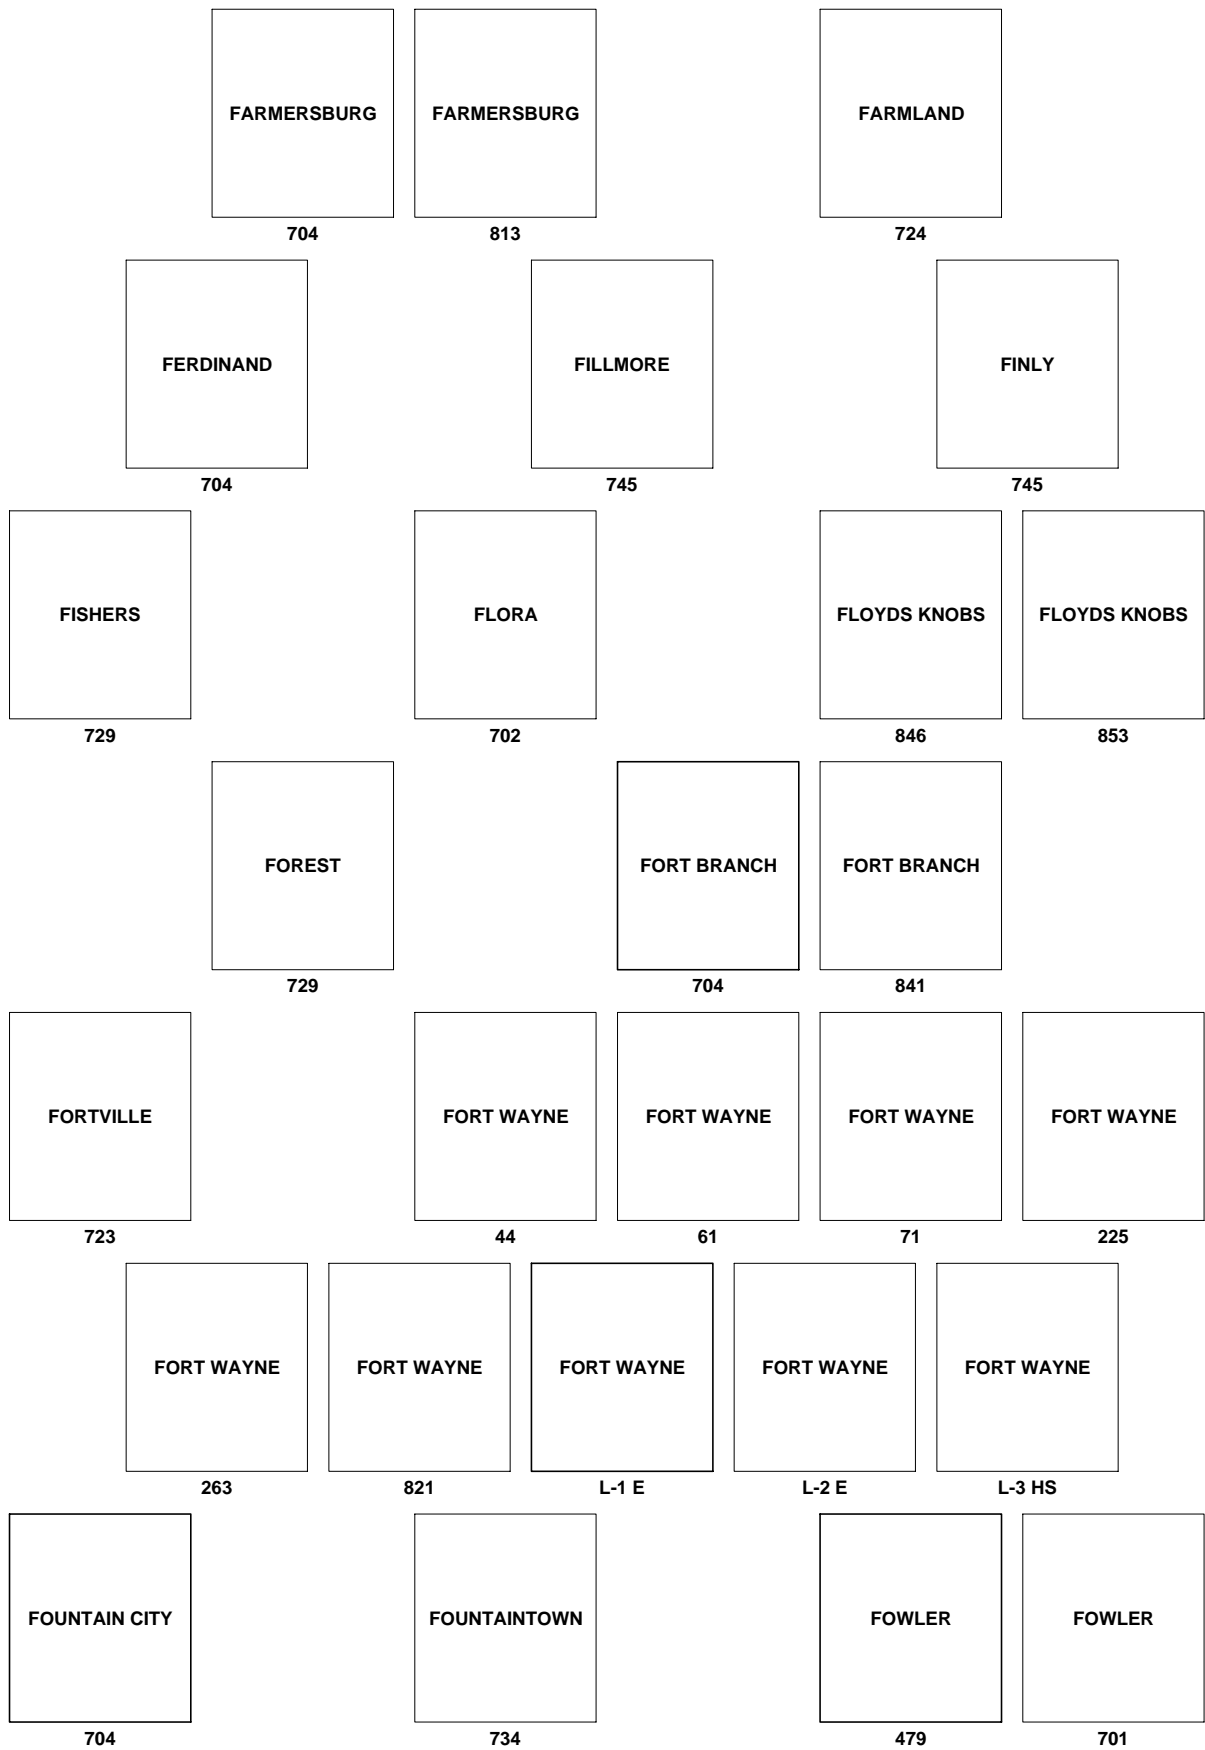 FARMERSBURG FARMERSBURG FARMLAND
704 813 724
FERDINAND FILLMORE FINLY
704 745 745
FISHERS FLORA FLOYDS KNOBS FLOYDS KNOBS
729 702 846 853
FOREST FORT BRANCH FORT BRANCH
729 704 841
FORTVILLE FORT WAYNE FORT WAYNE FORT WAYNE FORT WAYNE
723 44 61 71 225
FORT WAYNE FORT WAYNE FORT WAYNE FORT WAYNE FORT WAYNE
263 821 L-1 E L-2 E L-3 HS
FOUNTAIN CITY FOUNTAINTOWN FOWLER FOWLER
704 734 479 701